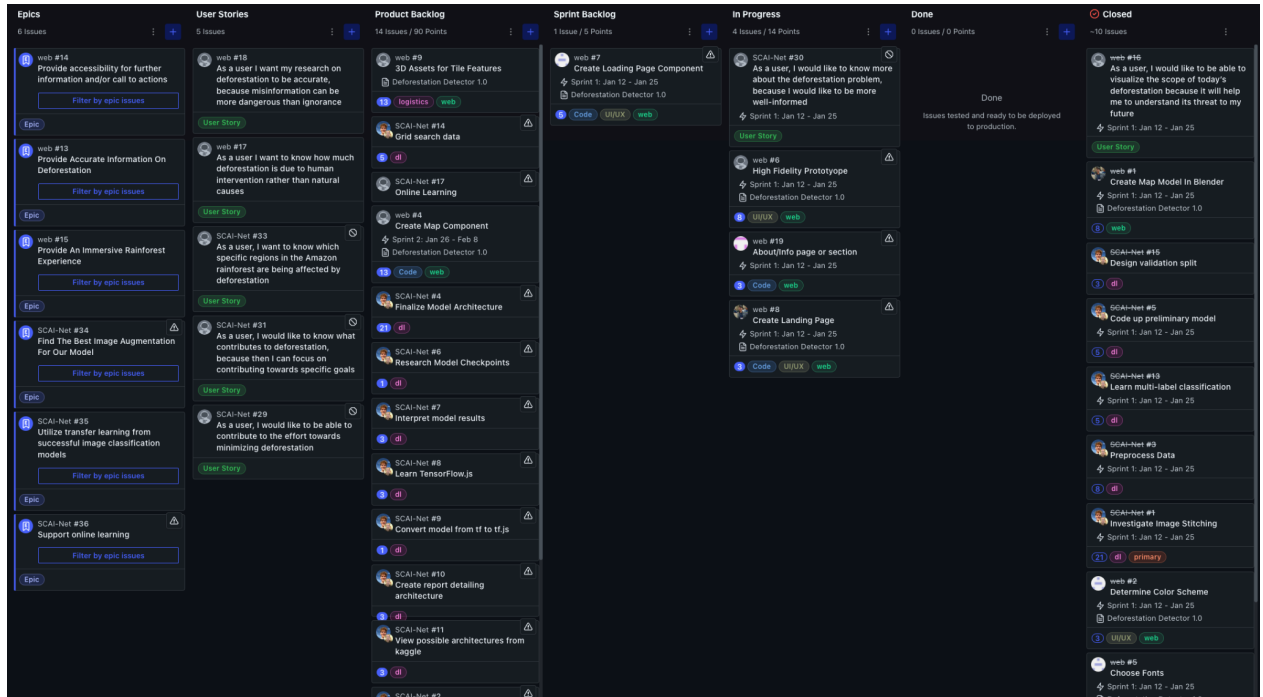 Epics
6 Issues
web #14
Provide accessibility for further
information and/or call to actions
Filter by epic issues
Epic
web #13
Provide Accurate Information On
Deforestation
Filter by epic issues
Epic
web #15
Provide An Immersive Rainforest
Experience
Filter by epic issues
Epic
SCAI-Net #34
Find The Best Image Augmentation
For Our Model
Filter by epic issues
Epic
SCAI-Net #35
Utilize transfer learning from
successful image classification
models
Filter by epic issues
Epic
SCAI-Net #36
Support online learning
Filter by epic issues
Epic
User Stories
5 Issues
web #18
As a user I want my research on
deforestation to be accurate,
because misinformation can be
more dangerous than ignorance
User Story
web #17
As a user I want to know how much
deforestation is due to human
intervention rather than natural
causes
User Story
SCAI-Net #33
As a user, I want to know which
specific regions in the Amazon
rainforest are being affected by
deforestation
User Story
SCAI-Net #31
As a user, I would like to know what
contributes to deforestation,
because then I can focus on
contributing towards specific goals
User Story
SCAI-Net #29
As a user, I would like to be able to
contribute to the effort towards
minimizing deforestation
User Story
Product Backlog
14 Issues / 90 Points
web #9
3D Assets for Tile Features
Deforestation Detector 1.0
13 logistics web
SCAI-Net #14
Grid search data
5 dl
SCAI-Net #17
Online Learning
web #4
Create Map Component
Sprint 2: Jan 26 - Feb 8
Deforestation Detector 1.0
13 Code web
SCAI-Net #4
Finalize Model Architecture
21 dl
SCAI-Net #6
Research Model Checkpoints
1 dl
SCAI-Net #7
Interpret model results
3 dl
SCAI-Net #8
Learn TensorFlow.js
3 dl
SCAI-Net #9
Convert model from tf to tf.js
1 dl
SCAI-Net #10
Create report detailing
architecture
3 dl
SCAI-Net #11
View possible architectures from
kaggle
3 dl
SCAI-Net #2
Sprint Backlog
1 Issue / 5 Points
web #7
Create Loading Page Component
Sprint 1: Jan 12 - Jan 25
Deforestation Detector 1.0
5 Code UI/UX web
In Progress
4 Issues / 14 Points
SCAI-Net #30
As a user, I would like to know more
about the deforestation problem,
because I would like to be more
well-informed
Sprint 1: Jan 12 - Jan 25
User Story
web #6
High Fidelity Prototyope
Sprint 1: Jan 12 - Jan 25
Deforestation Detector 1.0
8 UI/UX web
web #19
About/Info page or section
Sprint 1: Jan 12 - Jan 25
3 Code web
web #8
Create Landing Page
Sprint 1: Jan 12 - Jan 25
Deforestation Detector 1.0
3 Code UI/UX web
Done
0 Issues / 0 Points
Done
Issues tested and ready to be deployed
to production.
Closed
~10 Issues
web #16
As a user, I would like to be able to
visualize the scope of today's
deforestation because it will help
me to understand its threat to my
future
Sprint 1: Jan 12 - Jan 25
User Story
web #1
Create Map Model In Blender
Sprint 1: Jan 12 - Jan 25
Deforestation Detector 1.0
8 web
SCAI-Net #15
Design validation split
3 dl
SCAI-Net #5
Code up preliminary model
Sprint 1: Jan 12 - Jan 25
5 dl
SCAI-Net #13
Learn multi-label classification
Sprint 1: Jan 12 - Jan 25
5 dl
SCAI-Net #3
Preprocess Data
Sprint 1: Jan 12 - Jan 25
8 dl
SCAI-Net #1
Investigate Image Stitching
Sprint 1: Jan 12 - Jan 25
21 dl primary
web #2
Determine Color Scheme
Sprint 1: Jan 12 - Jan 25
Deforestation Detector 1.0
3 UI/UX web
web #5
Choose Fonts
Sprint 1: Jan 12 - Jan 25